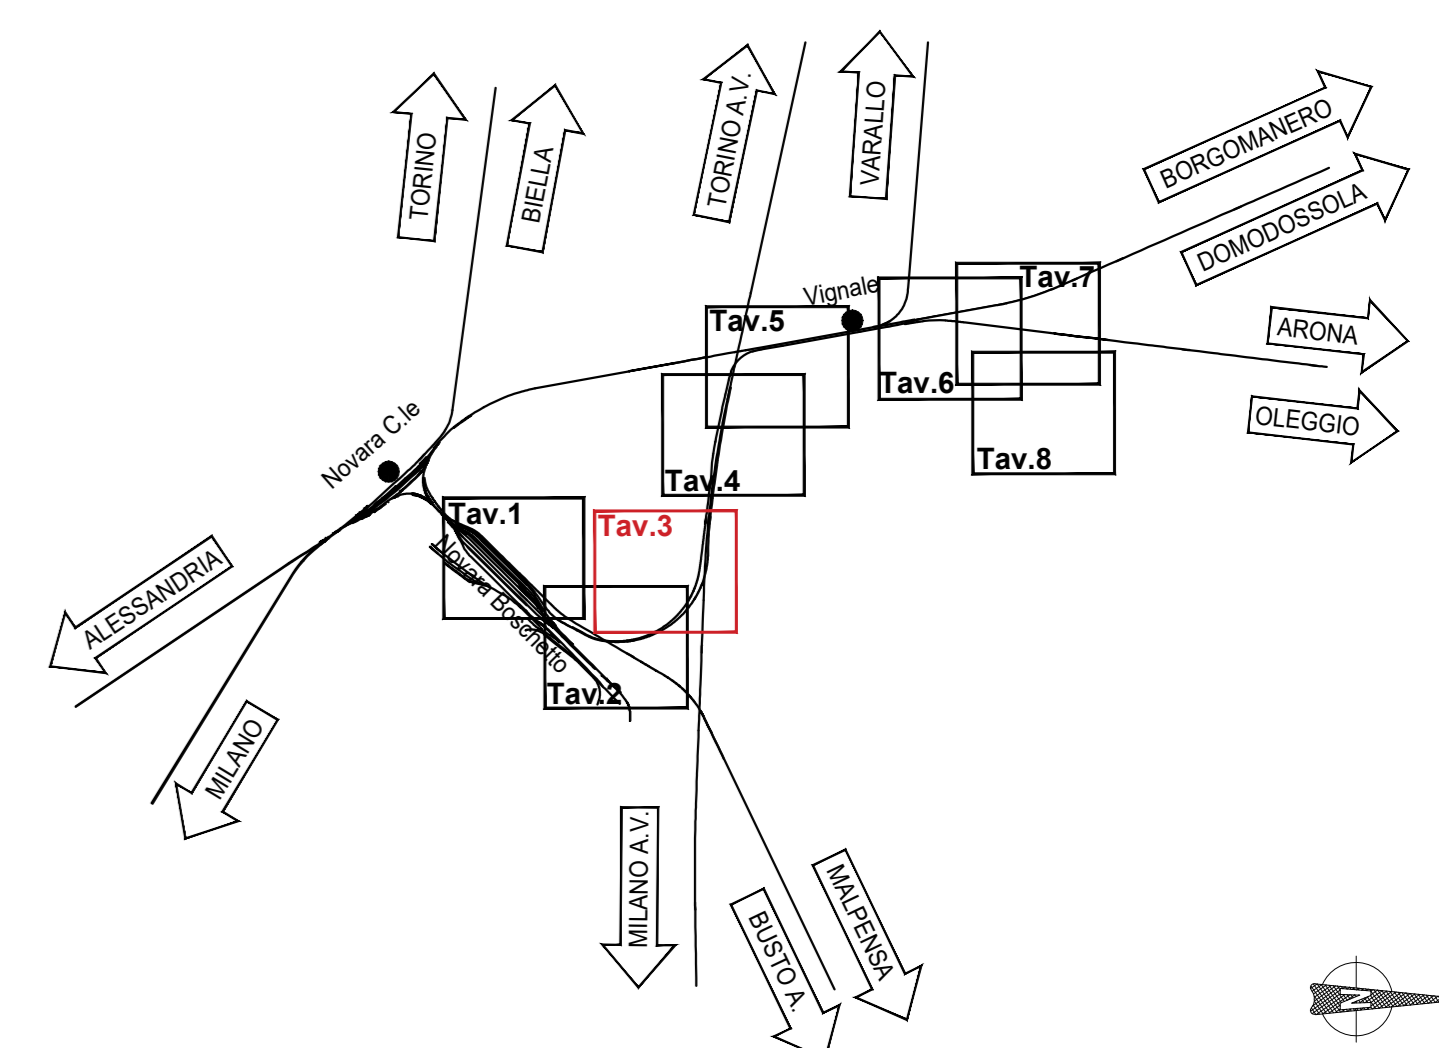 TORINO
BIELLA
TORINO A.V.
VARALLO
BORGOMANERO
DOMODOSSOLA
ARONA
OLEGGIO
Vignale
Tav.7
Tav.5
Tav.6
Tav.8
Tav.4
Novara C.le
Tav.1
Tav.3
Novara Boschetto
Tav.2
ALESSANDRIA
MILANO
MILANO A.V.
BUSTO A.
MALPENSA
N